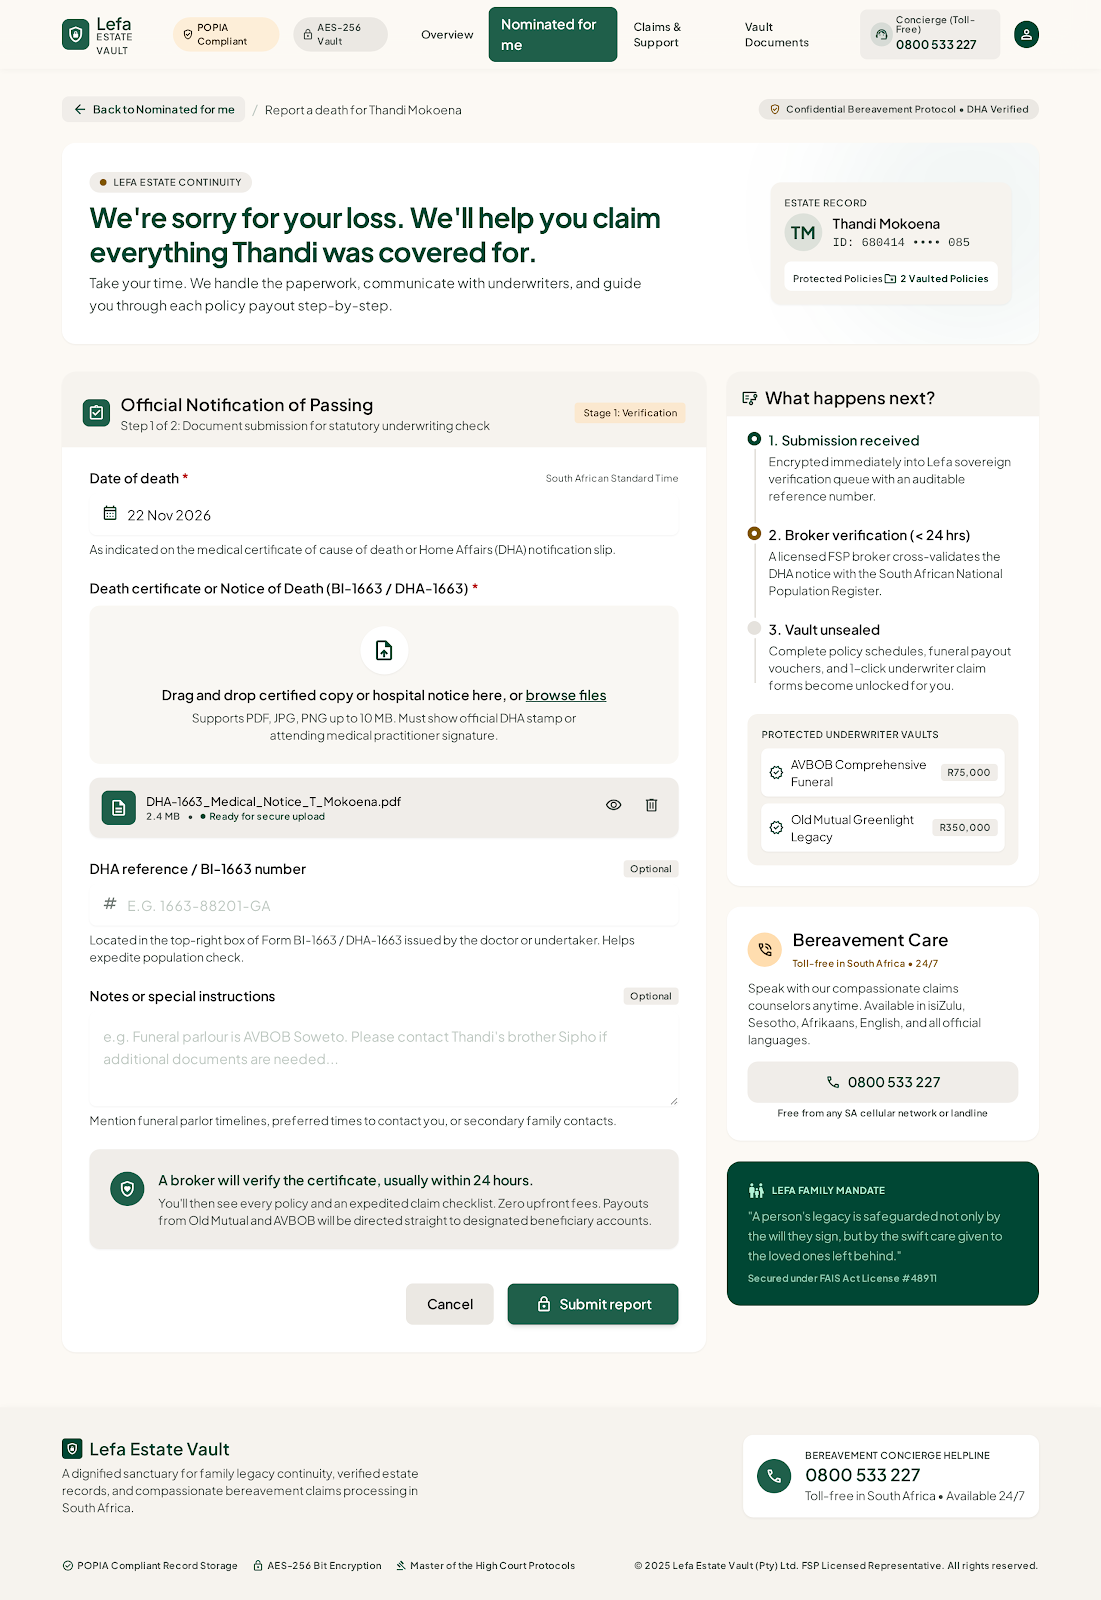 Lefa
ESTATE
VAULT
POPIA
Compliant
AES-256
Vault
Overview
Nominated for
me
Claims &
Support
Vault
Documents
Concierge (Toll-
Free)
0800 533 227
Back to Nominated for me
/
Report a death for Thandi Mokoena
Confidential Bereavement Protocol • DHA Verified
LEFA ESTATE CONTINUITY
We're sorry for your loss. We'll help you claim
everything Thandi was covered for.
Take your time. We handle the paperwork, communicate with underwriters, and guide
you through each policy payout step-by-step.
ESTATE RECORD
TM
Thandi Mokoena
ID: 680414 •••• 085
Protected Policies
2 Vaulted Policies
Official Notification of Passing
Step 1 of 2: Document submission for statutory underwriting check
Stage 1: Verification
Date of death *
South African Standard Time
22 Nov 2026
As indicated on the medical certificate of cause of death or Home Affairs (DHA) notification slip.
Death certificate or Notice of Death (BI-1663 / DHA-1663) *
Drag and drop certified copy or hospital notice here, or browse files
Supports PDF, JPG, PNG up to 10 MB. Must show official DHA stamp or
attending medical practitioner signature.
DHA-1663_Medical_Notice_T_Mokoena.pdf
2.4 MB • ● Ready for secure upload
DHA reference / BI-1663 number
Optional
# E.G. 1663-88201-GA
Located in the top-right box of Form BI-1663 / DHA-1663 issued by the doctor or undertaker. Helps
expedite population check.
Notes or special instructions
Optional
e.g. Funeral parlour is AVBOB Soweto. Please contact Thandi's brother Sipho if
additional documents are needed...
Mention funeral parlor timelines, preferred times to contact you, or secondary family contacts.
A broker will verify the certificate, usually within 24 hours.
You'll then see every policy and an expedited claim checklist. Zero upfront fees. Payouts
from Old Mutual and AVBOB will be directed straight to designated beneficiary accounts.
Cancel
Submit report
What happens next?
1. Submission received
Encrypted immediately into Lefa sovereign
verification queue with an auditable
reference number.
2. Broker verification (< 24 hrs)
A licensed FSP broker cross-validates the
DHA notice with the South African National
Population Register.
3. Vault unsealed
Complete policy schedules, funeral payout
vouchers, and 1-click underwriter claim
forms become unlocked for you.
PROTECTED UNDERWRITER VAULTS
AVBOB Comprehensive
Funeral
R75,000
Old Mutual Greenlight
Legacy
R350,000
Bereavement Care
Toll-free in South Africa • 24/7
Speak with our compassionate claims
counselors anytime. Available in isiZulu,
Sesotho, Afrikaans, English, and all official
languages.
0800 533 227
Free from any SA cellular network or landline
LEFA FAMILY MANDATE
"A person's legacy is safeguarded not only by
the will they sign, but by the swift care given to
the loved ones left behind."
Secured under FAIS Act License #48911
Lefa Estate Vault
A dignified sanctuary for family legacy continuity, verified estate
records, and compassionate bereavement claims processing in
South Africa.
BEREAVEMENT CONCIERGE HELPLINE
0800 533 227
Toll-free in South Africa • Available 24/7
POPIA Compliant Record Storage
AES-256 Bit Encryption
Master of the High Court Protocols
© 2025 Lefa Estate Vault (Pty) Ltd. FSP Licensed Representative. All rights reserved.